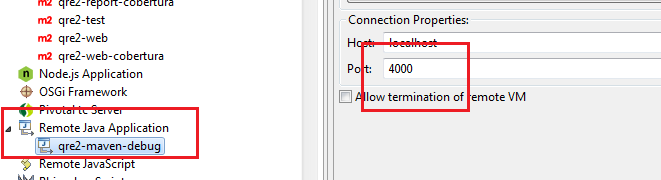 qre2-report-cobertura
m2 qre2-test
m2 qre2-web
m2 qre2-web-cobertura
Node.js Application
OSGi Framework
Pivotal tc Server
Remote Java Application
qre2-maven-debug
Remote JavaScript
Connection Properties:
Host: localhost
Port: 4000
Allow termination of remote VM